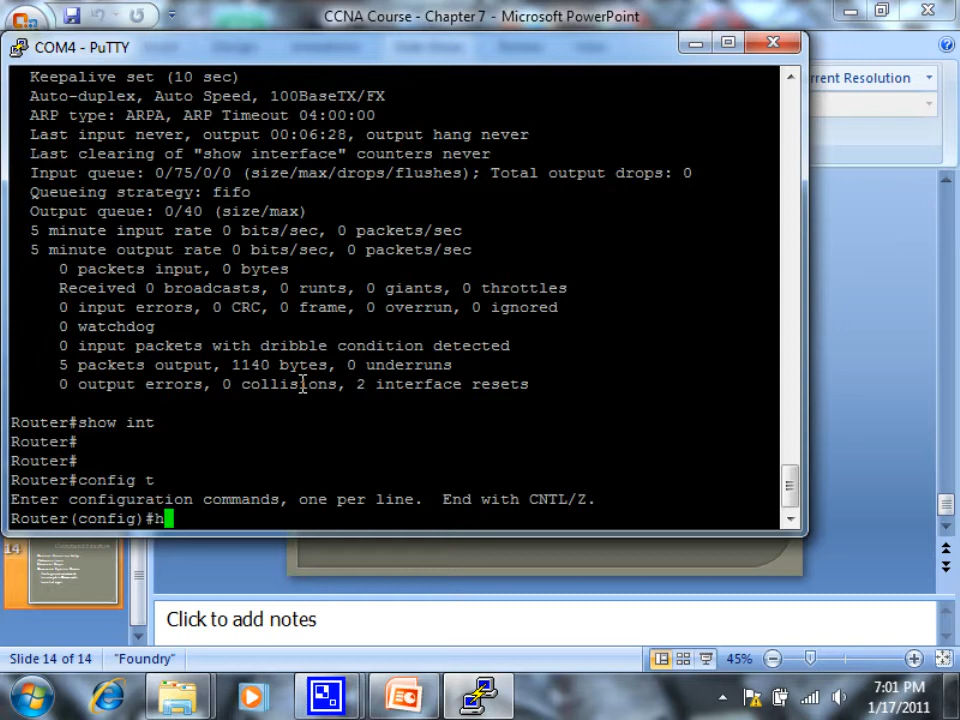 CCNA Course - Chapter 7 - Microsoft PowerPoint
COM4 - PuTTY
rrent Resolution
Keepalive set (10 sec)
Auto-duplex, Auto Speed, 100BaseTX/FX
ARP type: ARPA, ARP Timeout 04:00:00
Last input never, output 00:06:28, output hang never
Last clearing of "show interface" counters never
Input queue: 0/75/0/0 (size/max/drops/flushes); Total output drops: 0
Queueing strategy: fifo
Output queue: 0/40 (size/max)
5 minute input rate 0 bits/sec, 0 packets/sec
5 minute output rate 0 bits/sec, 0 packets/sec
0 packets input, 0 bytes
Received 0 broadcasts, 0 runts, 0 giants, 0 throttles
0 input errors, 0 CRC, 0 frame, 0 overrun, 0 ignored
0 watchdog
0 input packets with dribble condition detected
5 packets output, 1140 bytes, 0 underruns
0 output errors, 0 collisions, 2 interface resets
Router#show int
Router#
Router#
Router#config t
Enter configuration commands, one per line.  End with CNTL/Z.
Router(config)#h
14
Click to add notes
Slide 14 of 14
"Foundry"
45%
7:01 PM
1/17/2011